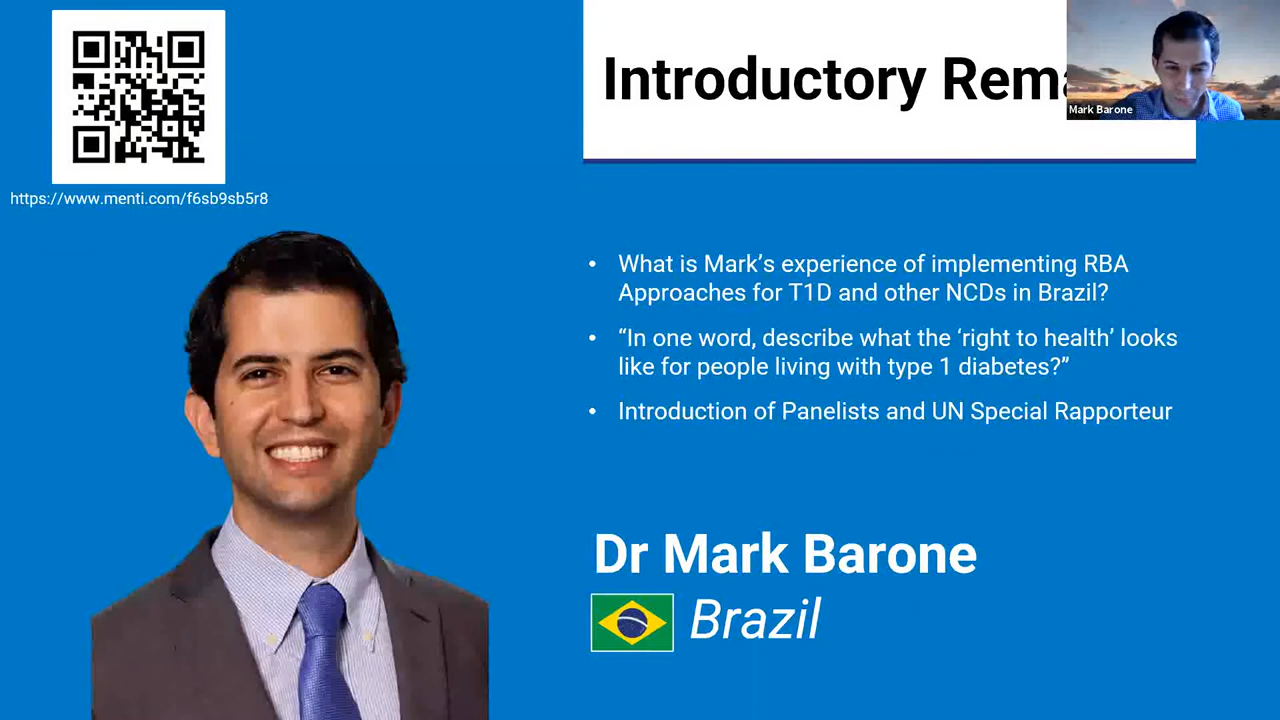 Introductory Rem
Mark Barone
https://www.menti.com/f6sb9sb5r8
• What is Mark’s experience of implementing RBA
Approaches for T1D and other NCDs in Brazil?
• “In one word, describe what the ‘right to health’ looks
like for people living with type 1 diabetes?”
• Introduction of Panelists and UN Special Rapporteur
Dr Mark Barone
Brazil